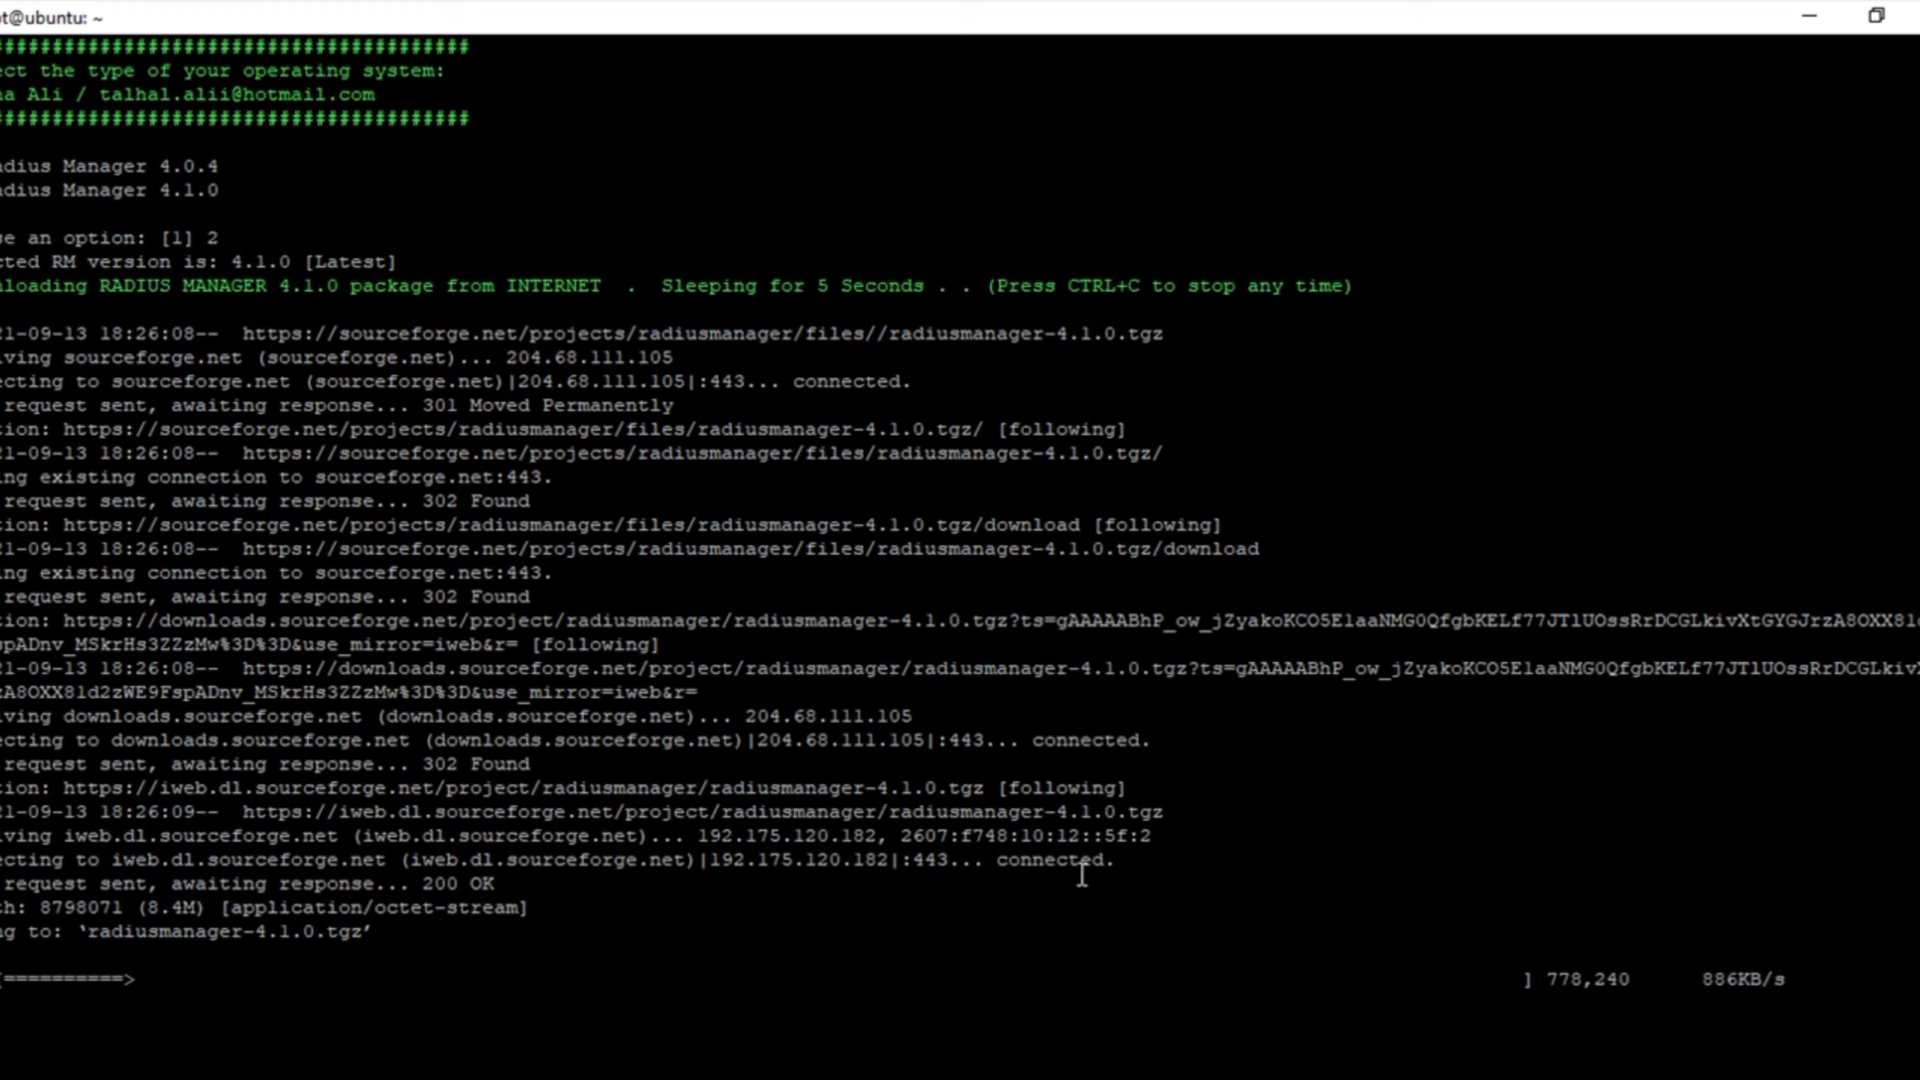 t@ubuntu: ~
#######################################
ect the type of your operating system:
a Ali / talhal.alii@hotmail.com
#######################################
dius Manager 4.0.4
dius Manager 4.1.0
se an option: [1] 2
cted RM version is: 4.1.0 [Latest]
loading RADIUS MANAGER 4.1.0 package from INTERNET  .  Sleeping for 5 Seconds . . (Press CTRL+C to stop any time)
1-09-13 18:26:08--  https://sourceforge.net/projects/radiusmanager/files//radiusmanager-4.1.0.tgz
ving sourceforge.net (sourceforge.net)... 204.68.111.105
ecting to sourceforge.net (sourceforge.net)|204.68.111.105|:443... connected.
request sent, awaiting response... 301 Moved Permanently
tion: https://sourceforge.net/projects/radiusmanager/files/radiusmanager-4.1.0.tgz/ [following]
1-09-13 18:26:08--  https://sourceforge.net/projects/radiusmanager/files/radiusmanager-4.1.0.tgz/
ng existing connection to sourceforge.net:443.
request sent, awaiting response... 302 Found
tion: https://sourceforge.net/projects/radiusmanager/files/radiusmanager-4.1.0.tgz/download [following]
1-09-13 18:26:08--  https://sourceforge.net/projects/radiusmanager/files/radiusmanager-4.1.0.tgz/download
ng existing connection to sourceforge.net:443.
request sent, awaiting response... 302 Found
tion: https://downloads.sourceforge.net/project/radiusmanager/radiusmanager-4.1.0.tgz?ts=gAAAAABhP_ow_jZyakoKCO5ElaaNMG0QfgbKELf77JTlUOssRrDCGLkivXtGYGJrzA8OXX81d
spADnv_MSkrHs3ZZzMw%3D%3D&use_mirror=iweb&r= [following]
1-09-13 18:26:08--  https://downloads.sourceforge.net/project/radiusmanager/radiusmanager-4.1.0.tgz?ts=gAAAAABhP_ow_jZyakoKCO5ElaaNMG0QfgbKELf77JTlUOssRrDCGLkivX
zA8OXX81d2zWE9FspADnv_MSkrHs3ZZzMw%3D%3D&use_mirror=iweb&r=
ving downloads.sourceforge.net (downloads.sourceforge.net)... 204.68.111.105
ecting to downloads.sourceforge.net (downloads.sourceforge.net)|204.68.111.105|:443... connected.
request sent, awaiting response... 302 Found
tion: https://iweb.dl.sourceforge.net/project/radiusmanager/radiusmanager-4.1.0.tgz [following]
1-09-13 18:26:09--  https://iweb.dl.sourceforge.net/project/radiusmanager/radiusmanager-4.1.0.tgz
ving iweb.dl.sourceforge.net (iweb.dl.sourceforge.net)... 192.175.120.182, 2607:f748:10:12::5f:2
ecting to iweb.dl.sourceforge.net (iweb.dl.sourceforge.net)|192.175.120.182|:443... connected.
request sent, awaiting response... 200 OK
th: 8798071 (8.4M) [application/octet-stream]
ng to: ‘radiusmanager-4.1.0.tgz’
[==========>                    ] 778,240      886KB/s